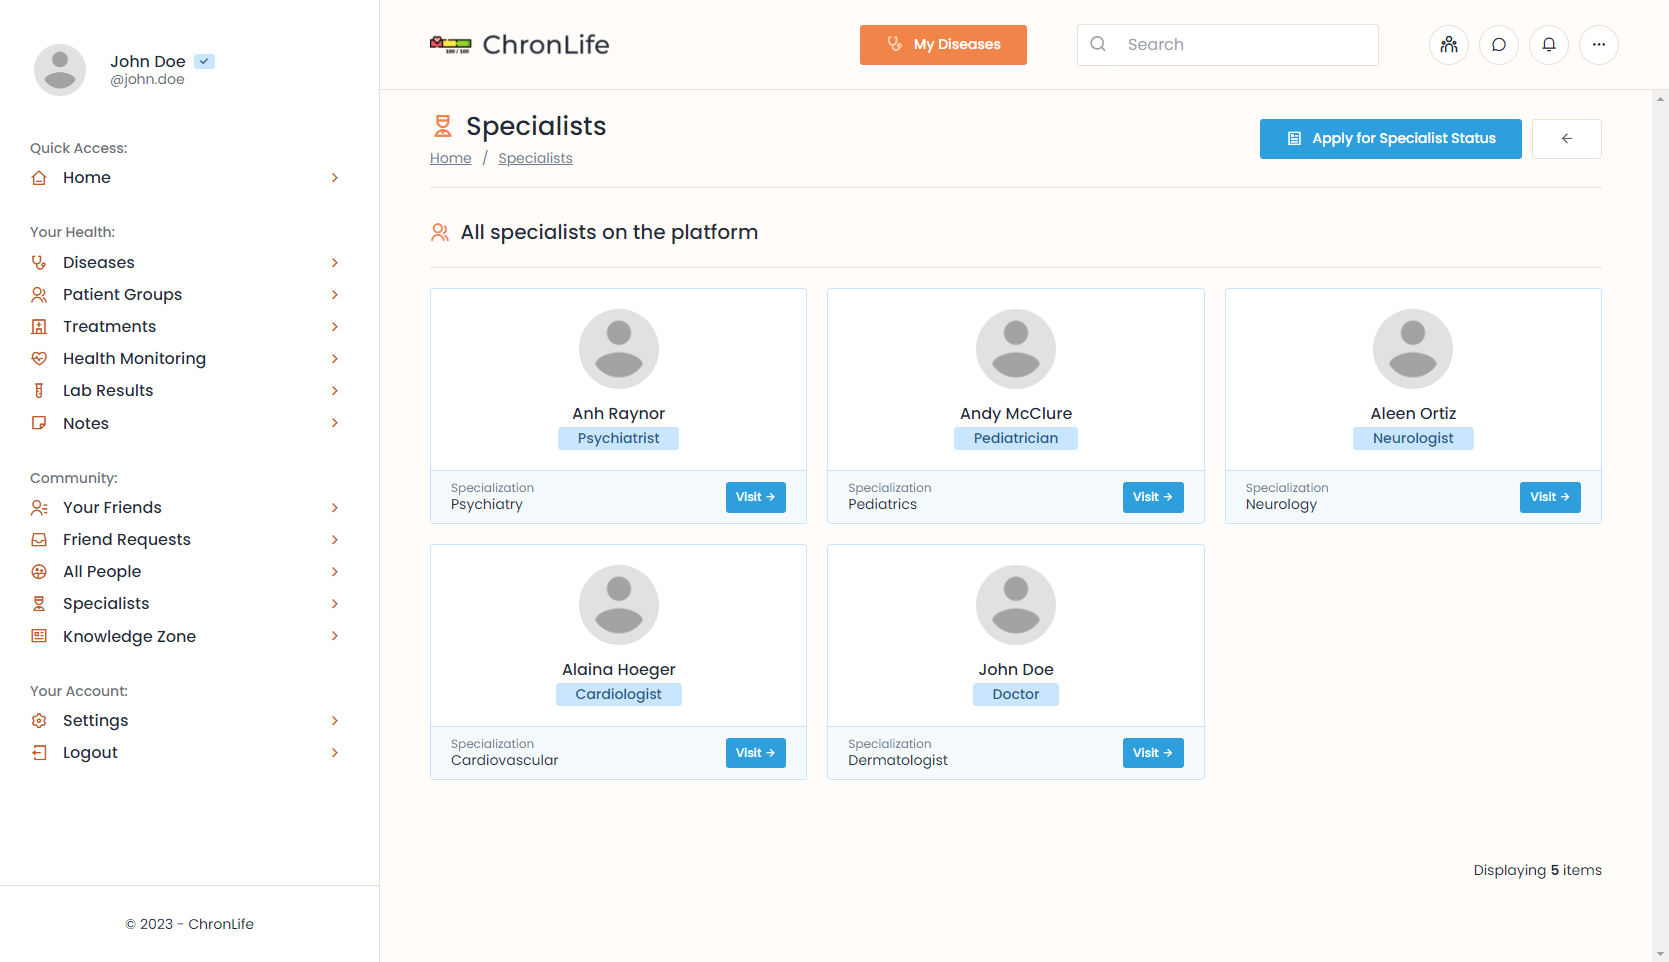 John Doe
@john.doe
Quick Access:
Home
Your Health:
Diseases
Patient Groups
Treatments
Health Monitoring
Lab Results
Notes
Community:
Your Friends
Friend Requests
All People
Specialists
Knowledge Zone
Your Account:
Settings
Logout
© 2023 - ChronLife
100 / 100
ChronLife
My Diseases
Search
Specialists
Home / Specialists
Apply for Specialist Status
All specialists on the platform
Anh Raynor
Psychiatrist
Specialization
Psychiatry
Visit →
Andy McClure
Pediatrician
Specialization
Pediatrics
Visit →
Aleen Ortiz
Neurologist
Specialization
Neurology
Visit →
Alaina Hoeger
Cardiologist
Specialization
Cardiovascular
Visit →
John Doe
Doctor
Specialization
Dermatologist
Visit →
Displaying 5 items